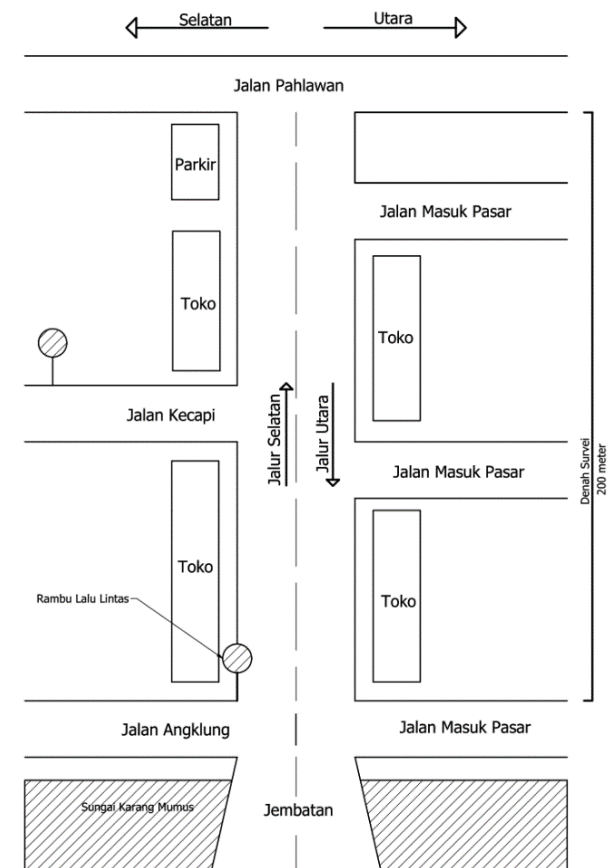 Selatan
Utara
Jalan Pahlawan
Parkir
Jalan Masuk Pasar
Toko
Toko
Jalan Kecapi
Jalur Selatan
Jalur Utara
Jalan Masuk Pasar
Denah Survei
200 meter
Toko
Rambu Lalu Lintas
Toko
Jalan Angklung
Jalan Masuk Pasar
Sungai Karang Mumus
Jembatan